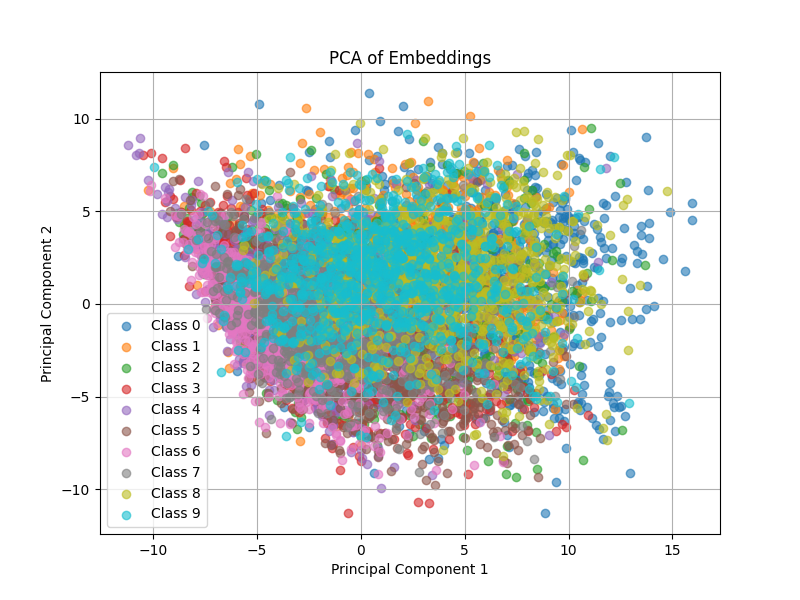 PCA of Embeddings
10
5
0
−5
−10
Principal Component 2
Class 0
Class 1
Class 2
Class 3
Class 4
Class 5
Class 6
Class 7
Class 8
Class 9
−10 −5 0 5 10 15
Principal Component 1